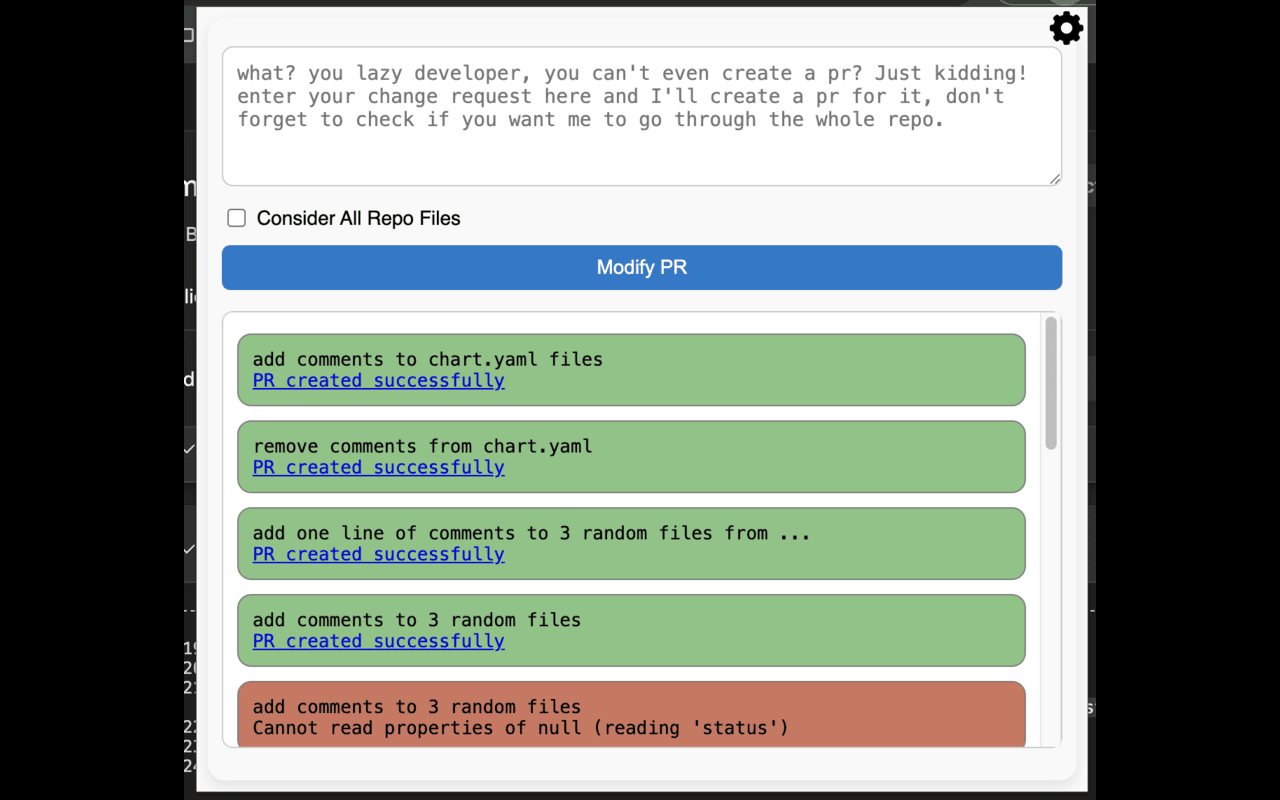 what? you lazy developer, you can't even create a pr? Just kidding!
enter your change request here and I'll create a pr for it, don't
forget to check if you want me to go through the whole repo.
Consider All Repo Files
Modify PR
add comments to chart.yaml files
PR created successfully
remove comments from chart.yaml
PR created successfully
add one line of comments to 3 random files from ...
PR created successfully
add comments to 3 random files
PR created successfully
add comments to 3 random files
Cannot read properties of null (reading 'status')